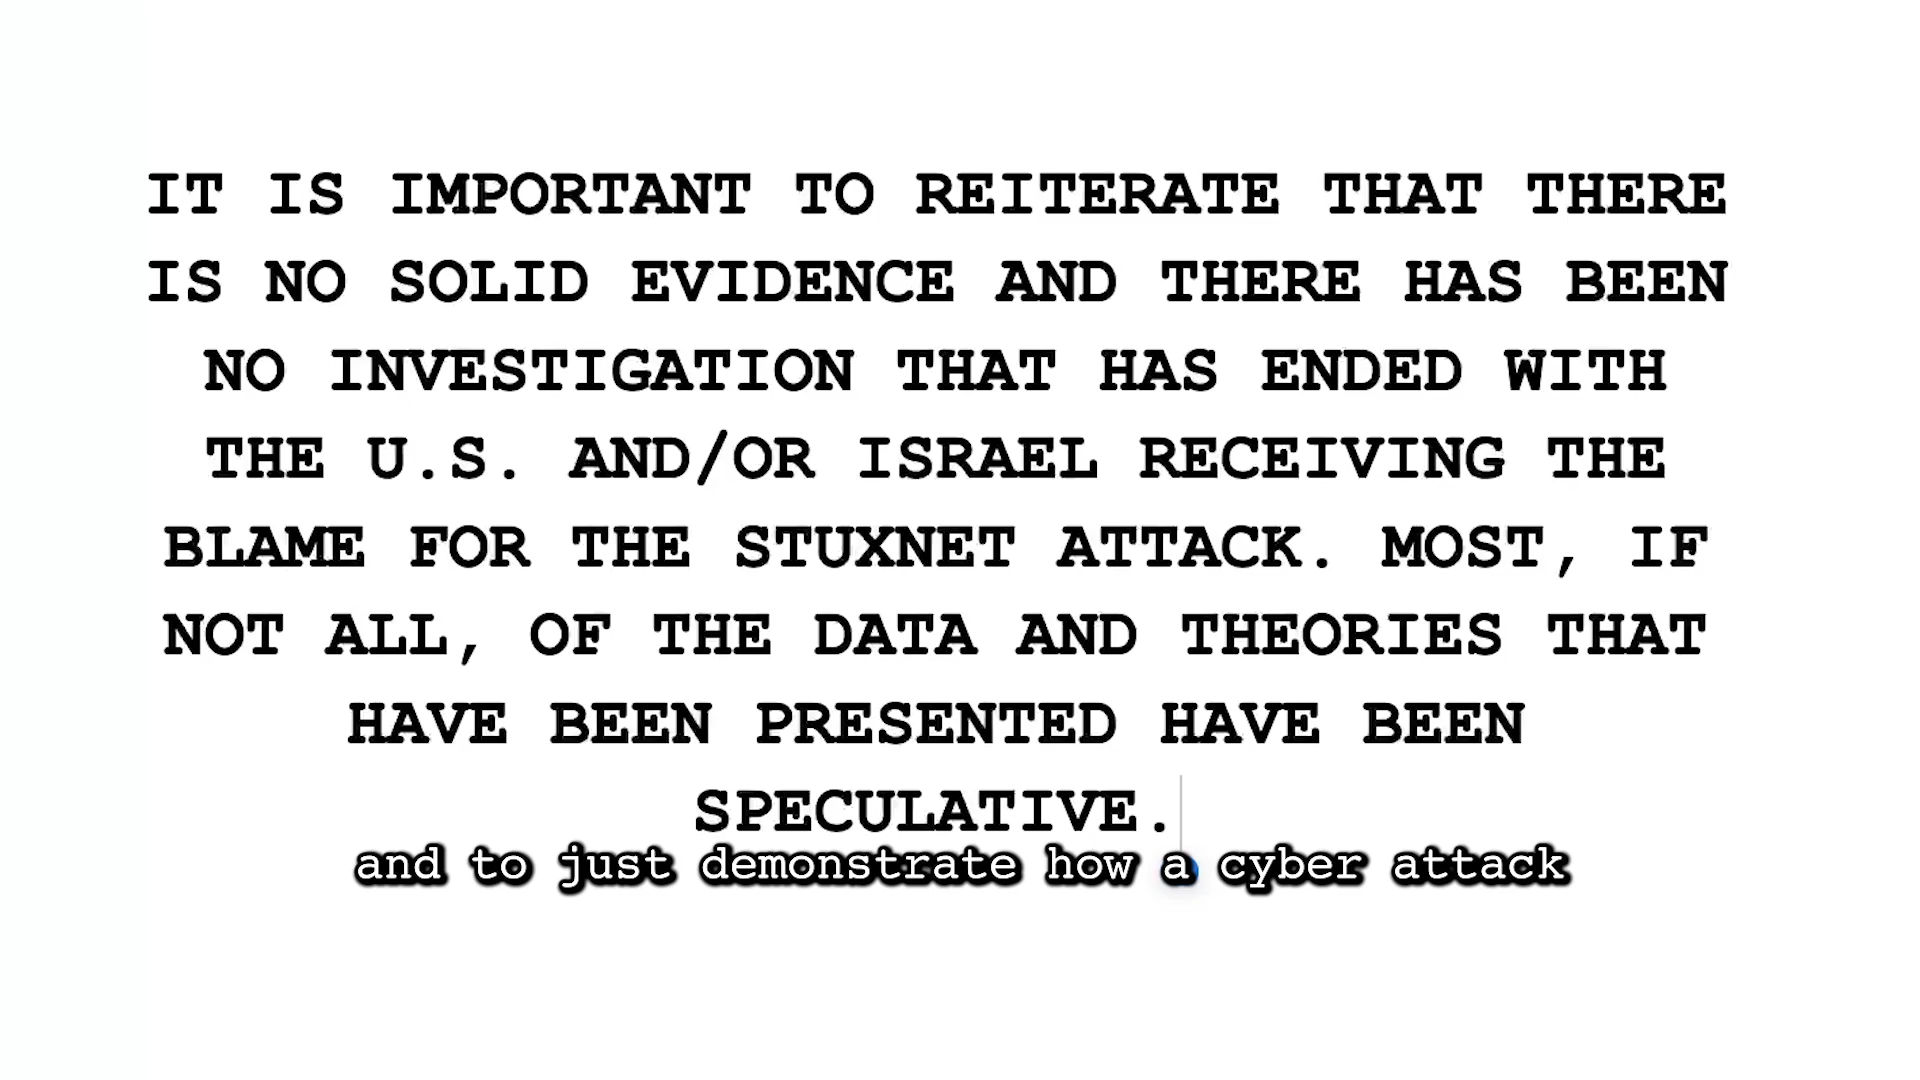 IT IS IMPORTANT TO REITERATE THAT THERE
IS NO SOLID EVIDENCE AND THERE HAS BEEN
NO INVESTIGATION THAT HAS ENDED WITH
THE U.S. AND/OR ISRAEL RECEIVING THE
BLAME FOR THE STUXNET ATTACK. MOST, IF
NOT ALL, OF THE DATA AND THEORIES THAT
HAVE BEEN PRESENTED HAVE BEEN
SPECULATIVE.
and to just demonstrate how a cyber attack